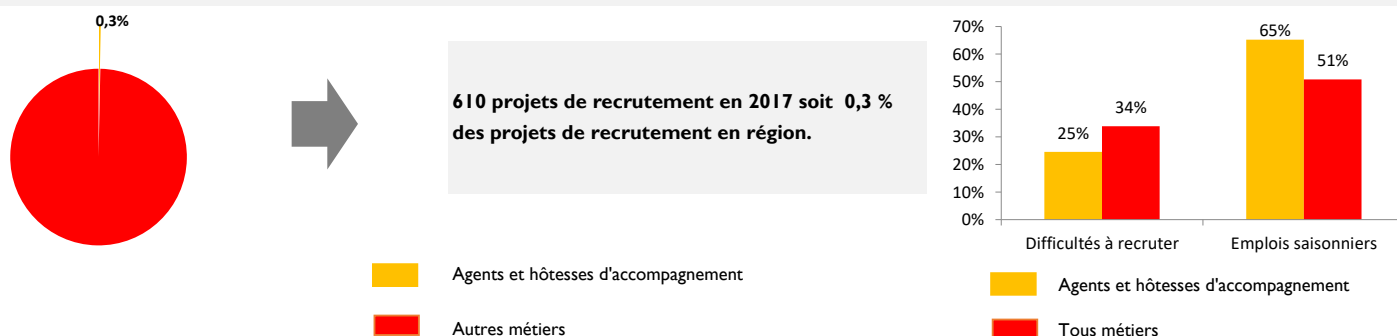 0,3%
610 projets de recrutement en 2017 soit 0,3 %
des projets de recrutement en région.
Agents et hôtesses d'accompagnement
Autres métiers
70%
60%
50%
40%
30%
20%
10%
0%
25%
34%
65%
51%
Difficultés à recruter
Emplois saisonniers
Agents et hôtesses d'accompagnement
Tous métiers